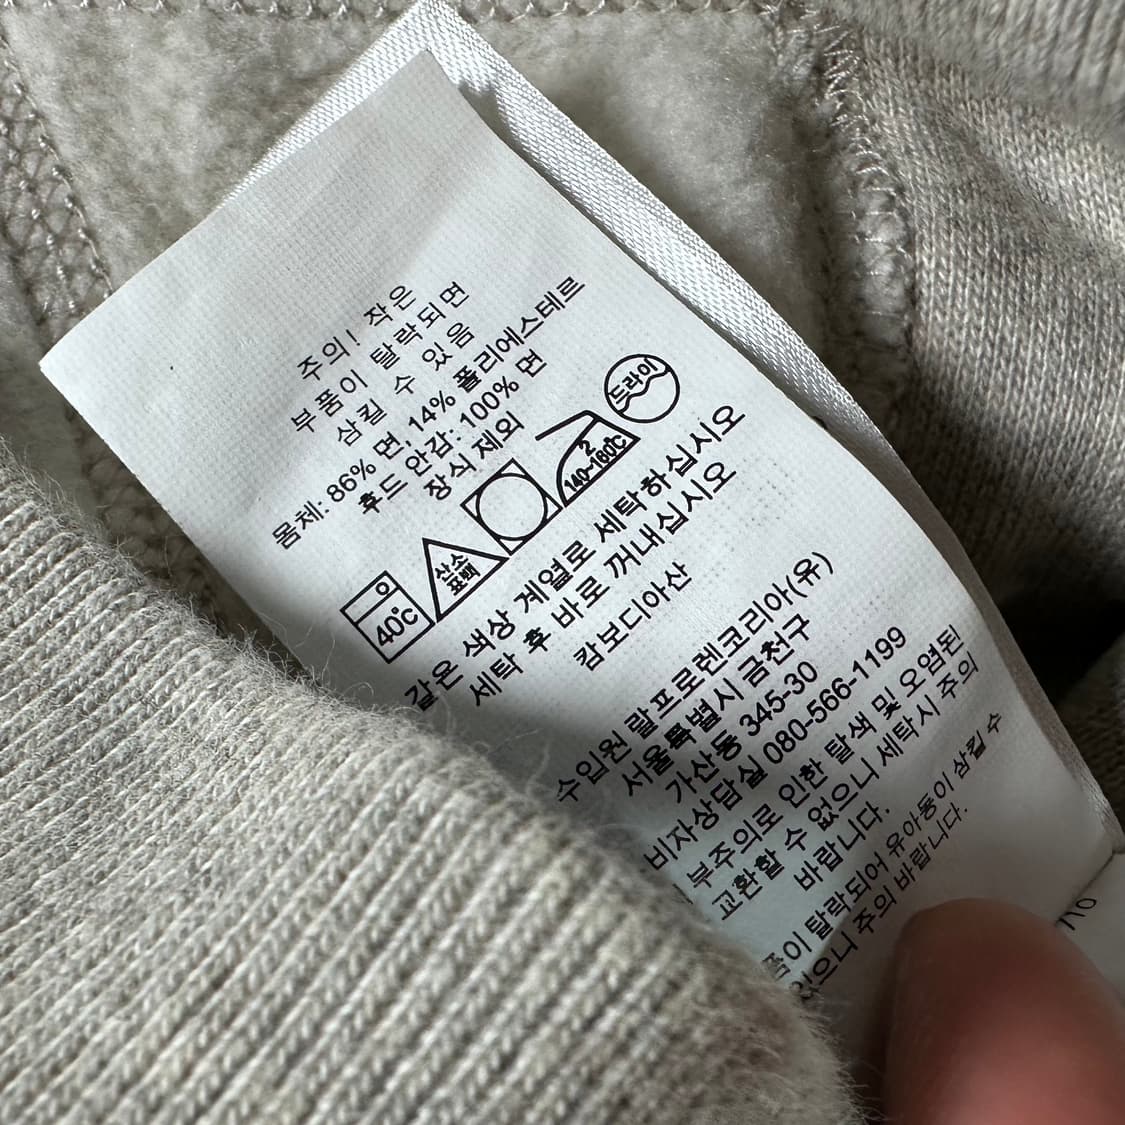 주의! 작은
부품이 탈락되면
삼킬 수 있음
몸체: 86% 면, 14% 폴리에스테르
후드 안감: 100% 면
장식 제외
40℃
산소
표백
2
140~160℃
드라이
같은 색상 계열로 세탁하십시오
세탁 후 바로 꺼내십시오
캄보디아산
수입원 랄프로렌코리아(유)
서울특별시 금천구
가산동 345-30
비자상담실 080-566-1199
부주의로 인한 탈색 및 오염된
교환할 수 없으니 세탁시 주의
바랍니다.
품이 탈락되어 유아동이 삼킬 수
있으니 주의 바랍니다.